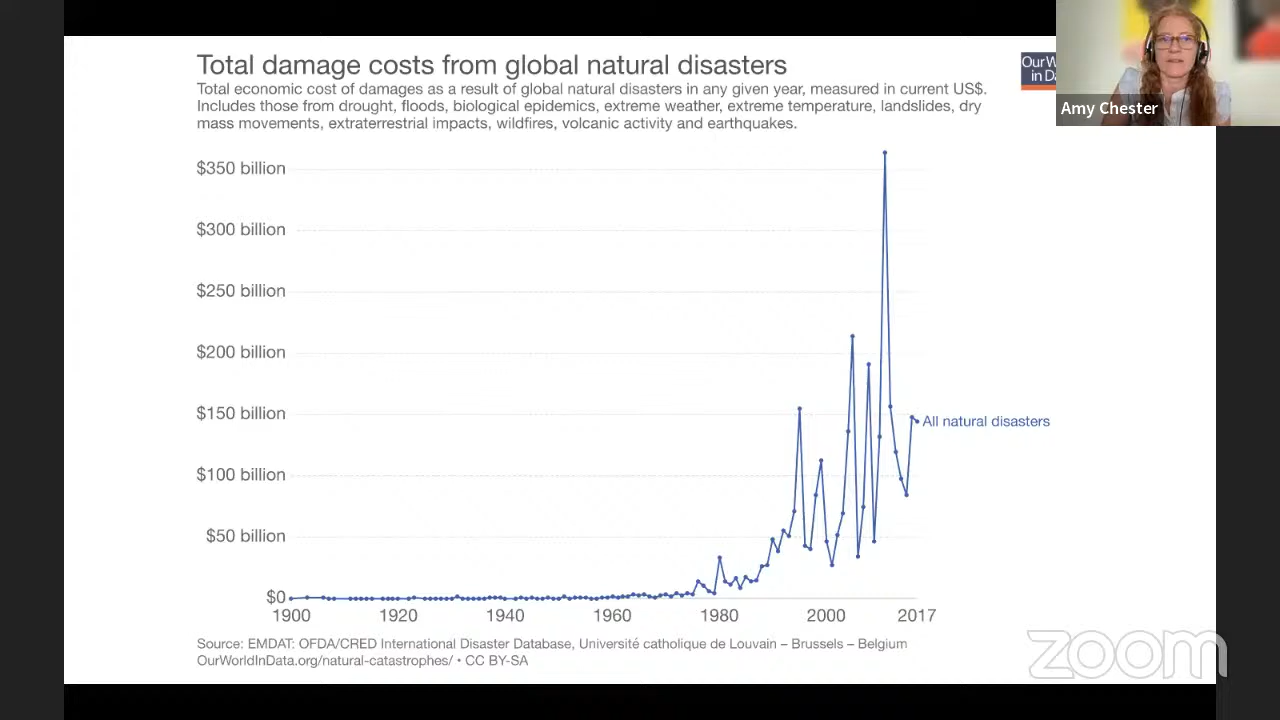 Total damage costs from global natural disasters
Total economic cost of damages as a result of global natural disasters in any given year, measured in current US$.
Includes those from drought, floods, biological epidemics, extreme weather, extreme temperature, landslides, dry
mass movements, extraterrestrial impacts, wildfires, volcanic activity and earthquakes.
Our W
in Da
Amy Chester
$350 billion
$300 billion
$250 billion
$200 billion
$150 billion
All natural disasters
$100 billion
$50 billion
$0
1900 1920 1940 1960 1980 2000 2017
Source: EMDAT: OFDA/CRED International Disaster Database, Université catholique de Louvain – Brussels – Belgium
OurWorldInData.org/natural-catastrophes/ • CC BY-SA
zoom